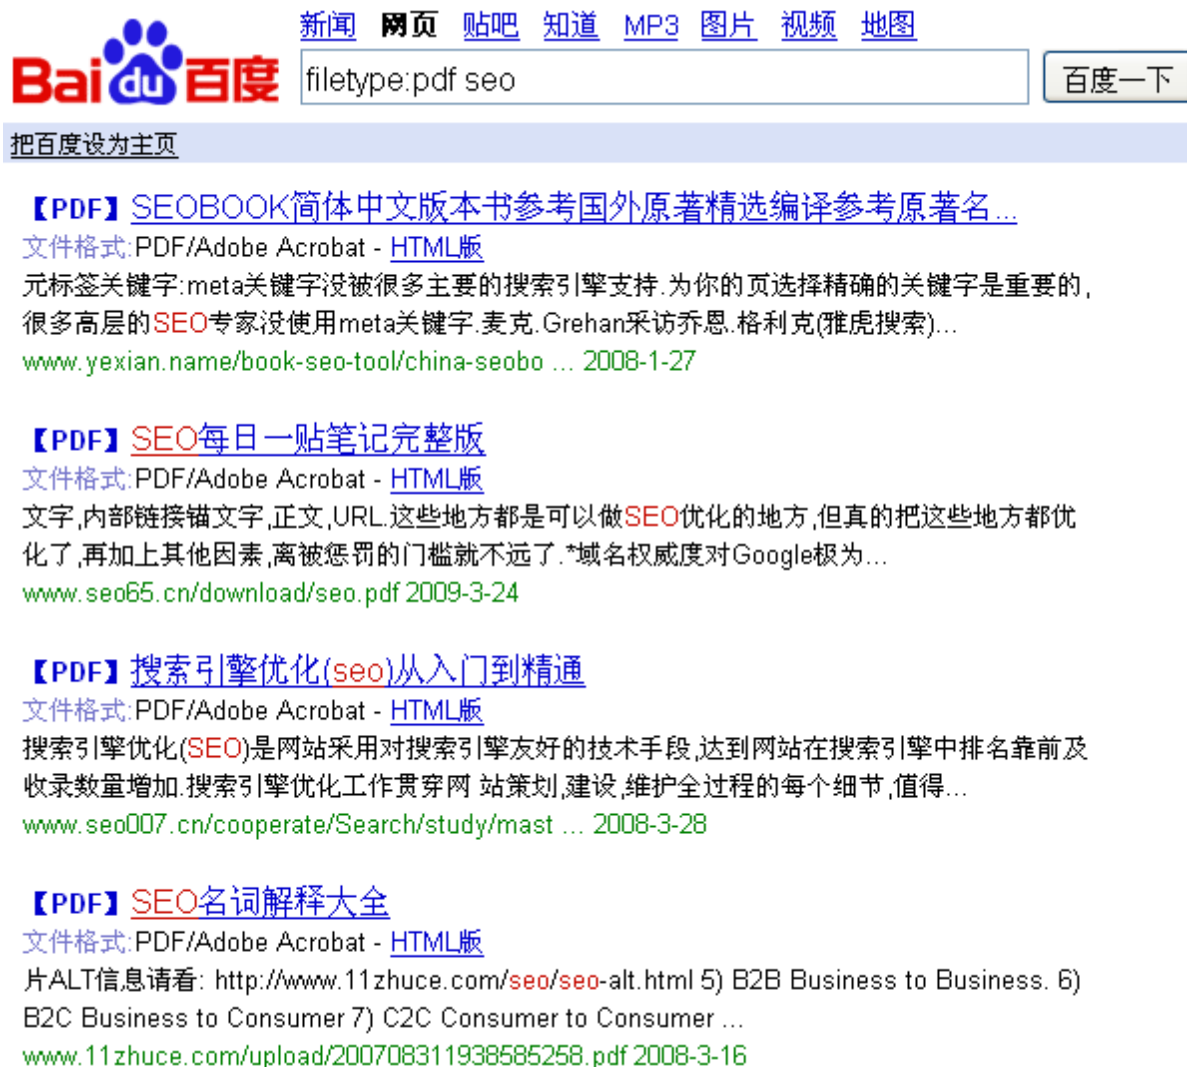 新闻 网页 贴吧 知道 MP3 图片 视频 地图
Bai du 百度 filetype:pdf seo 百度一下
把百度设为主页
【PDF】SEOBOOK简体中文版本书参考国外原著精选编译参考原著名...
文件格式:PDF/Adobe Acrobat - HTML版
元标签关键字:meta关键字没被很多主要的搜索引擎支持.为你的页选择精确的关键字是重要的,
很多高层的SEO专家没使用meta关键字.麦克.Grehan采访乔恩.格利克(雅虎搜索)...
www.yexian.name/book-seo-tool/china-seobo ... 2008-1-27
【PDF】SEO每日一贴笔记完整版
文件格式:PDF/Adobe Acrobat - HTML版
文字,内部链接锚文字,正文,URL.这些地方都是可以做SEO优化的地方,但真的把这些地方都优
化了,再加上其他因素,离被惩罚的门槛就不远了.*域名权威度对Google极为...
www.seo65.cn/download/seo.pdf 2009-3-24
【PDF】搜索引擎优化(seo)从入门到精通
文件格式:PDF/Adobe Acrobat - HTML版
搜索引擎优化(SEO)是网站采用对搜索引擎友好的技术手段,达到网站在搜索引擎中排名靠前及
收录数量增加.搜索引擎优化工作贯穿网 站策划,建设,维护全过程的每个细节,值得...
www.seo007.cn/cooperate/Search/study/mast ... 2008-3-28
【PDF】SEO名词解释大全
文件格式:PDF/Adobe Acrobat - HTML版
片ALT信息请看: http://www.11zhuce.com/seo/seo-alt.html 5) B2B Business to Business. 6)
B2C Business to Consumer 7) C2C Consumer to Consumer ...
www.11zhuce.com/upload/2007083119385852​58.pdf 2008-3-16